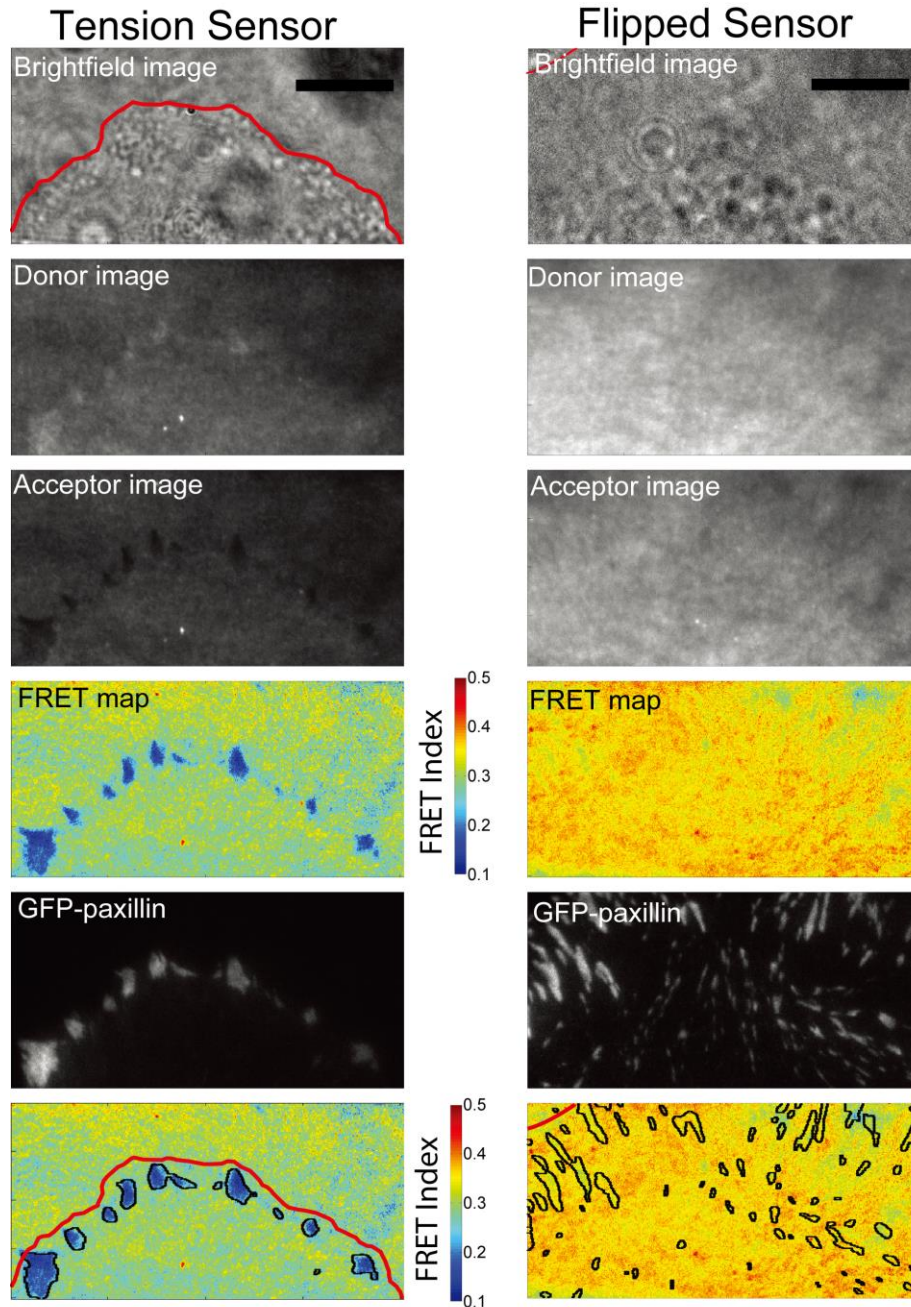 Tension Sensor
Flipped Sensor
Brightfield image
Brightfield image
Donor image
Donor image
Acceptor image
Acceptor image
FRET map
FRET Index
0.5
0.4
0.3
0.2
0.1
FRET map
GFP-paxillin
GFP-paxillin
FRET Index
0.5
0.4
0.3
0.2
0.1